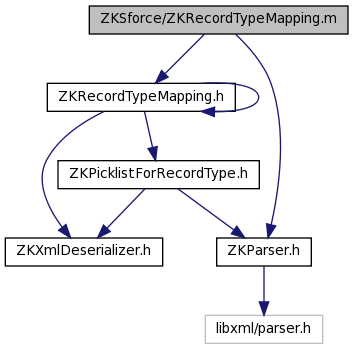 ZKSforce/ZKRecordTypeMapping.m
ZKRecordTypeMapping.h
ZKPicklistForRecordType.h
ZKXmlDeserializer.h
ZKParser.h
libxml/parser.h